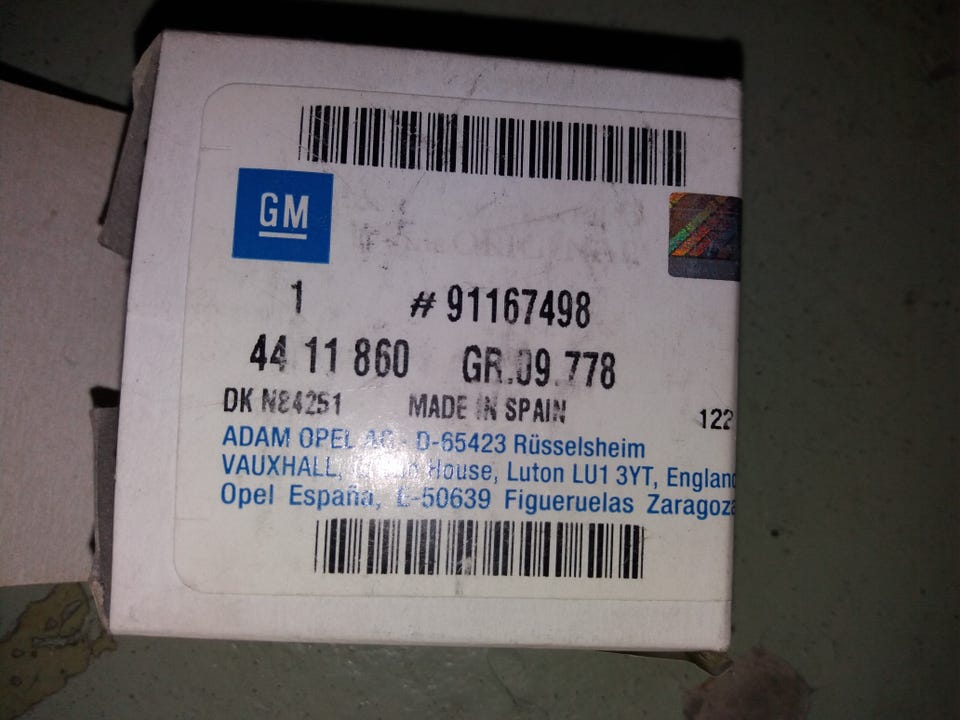 GM
1 # 91167498
44 11 860 GR.09.778
DK N84251 MADE IN SPAIN 122
ADAM OPEL AG - D-65423 Rüsselsheim
VAUXHALL, House, Luton LU1 3YT, England
Opel España, E-50639 Figueruelas Zaragoza